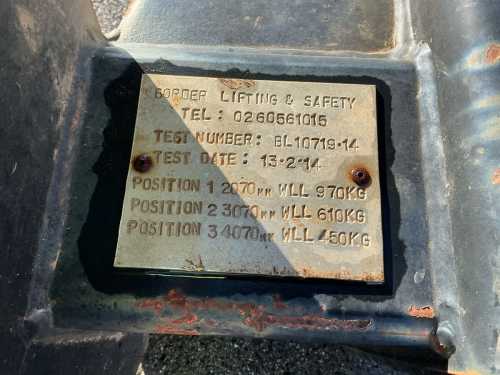 BORDER LIFTING & SAFETY
TEL: 0260561015
TEST NUMBER: BL10719.14
TEST DATE: 13.2.14
POSITION 1 2070MM WLL 970KG
POSITION 2 3070MM WLL 610KG
POSITION 3 4070MM WLL 450KG